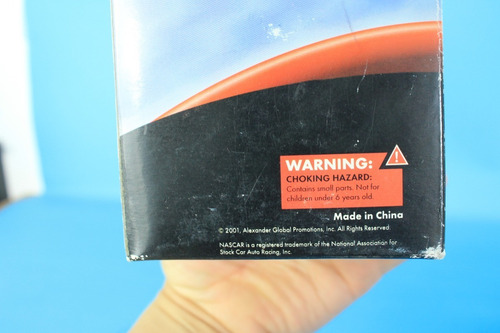 WARNING:
CHOKING HAZARD:
Contains small parts. Not for
children under 6 years old.
Made in China
© 2001, Alexander Global Promotions, Inc. All Rights Reserved.
NASCAR is a registered trademark of the National Association for
Stock Car Auto Racing, Inc.